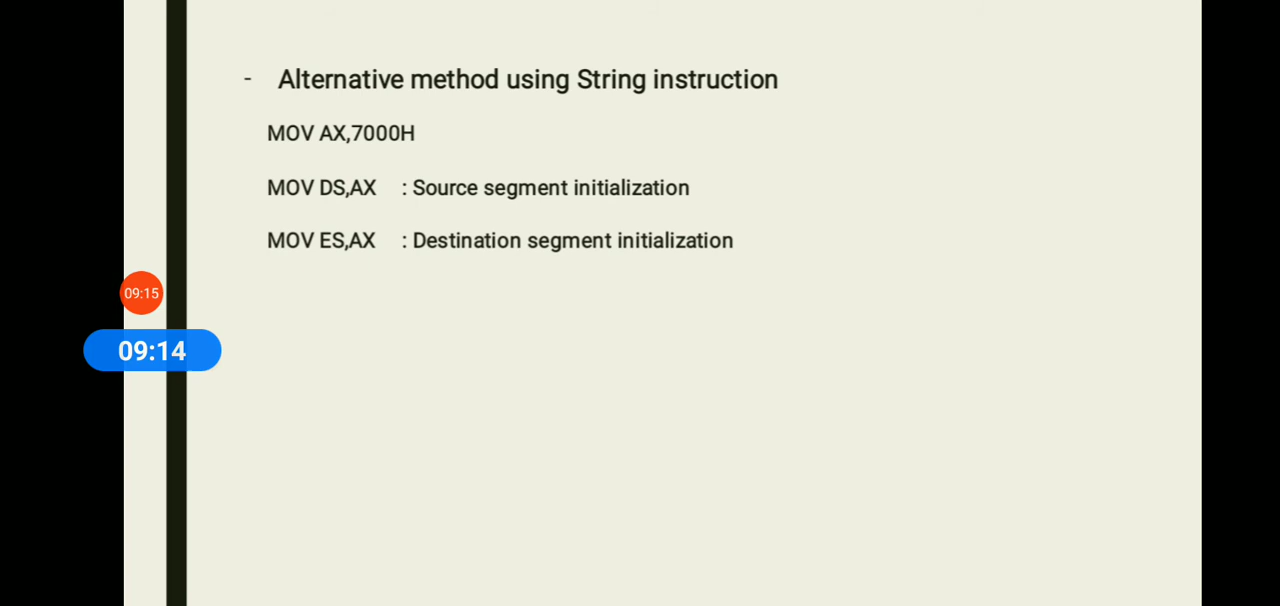 - Alternative method using String instruction
MOV AX,7000H
MOV DS,AX : Source segment initialization
MOV ES,AX : Destination segment initialization
09:15
09:14